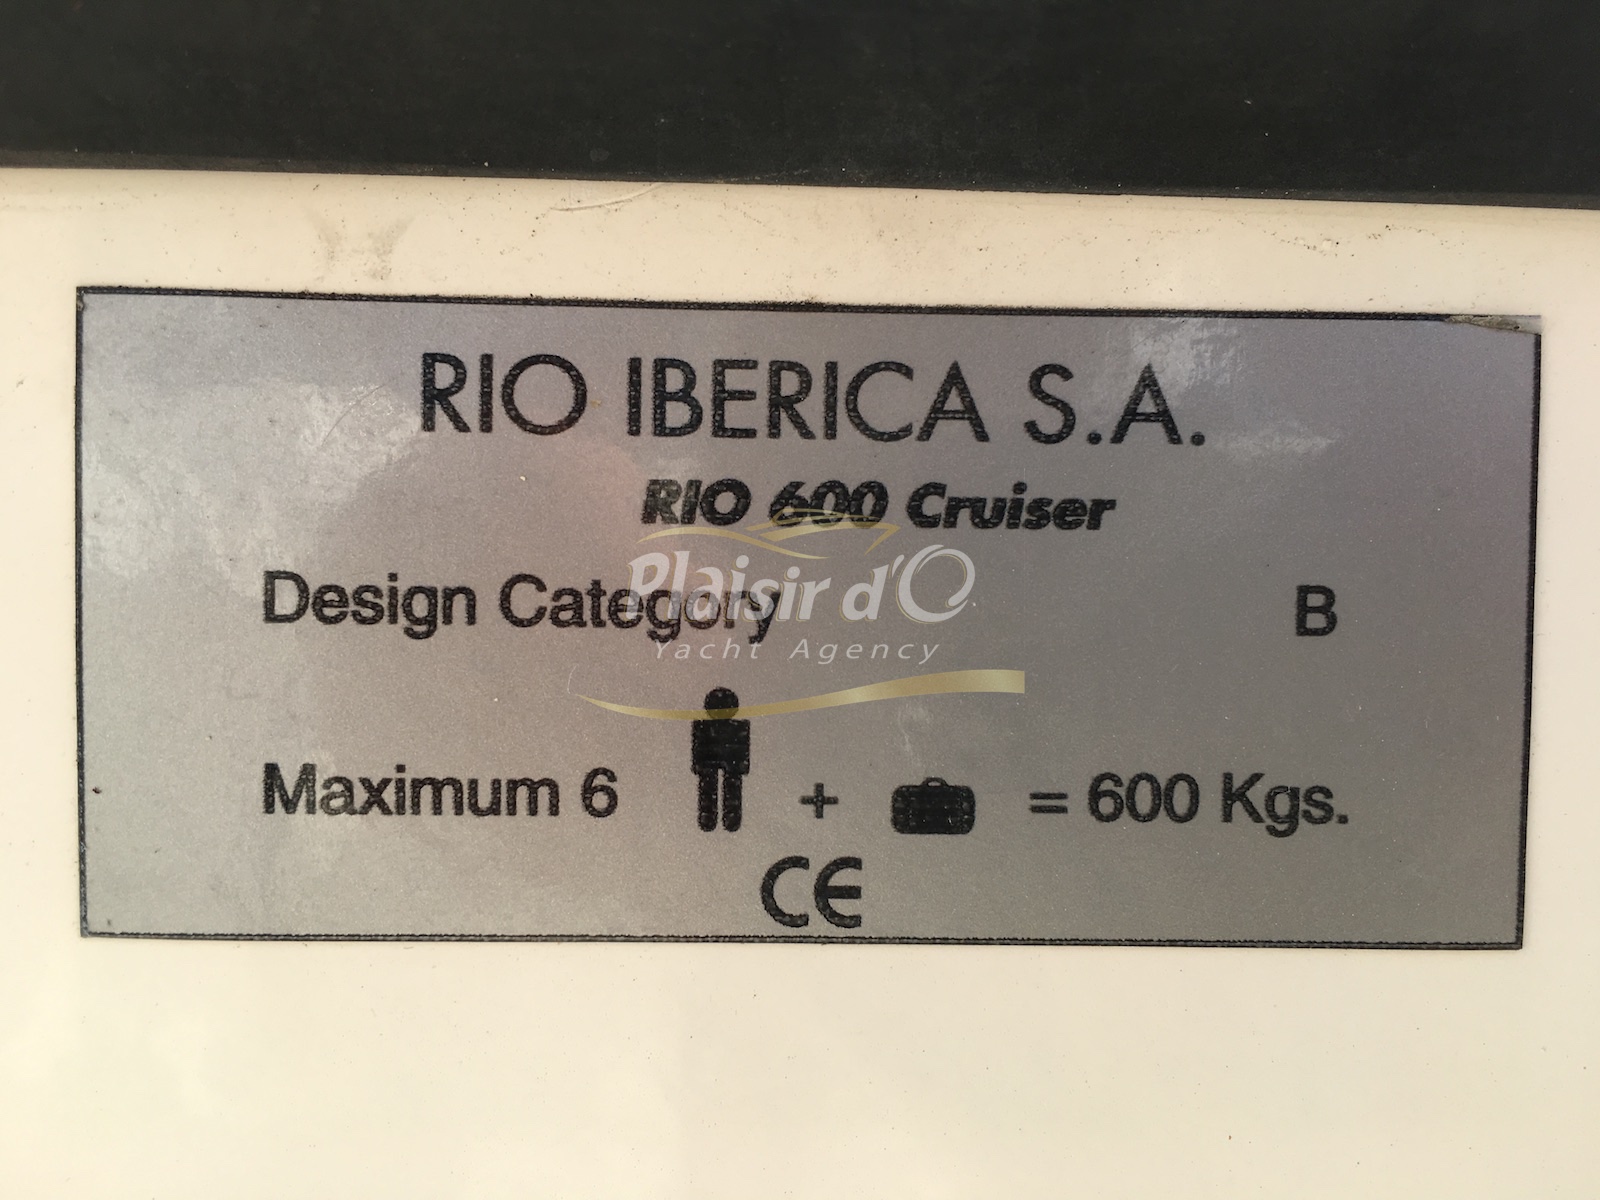 RIO IBERICA S.A.
RIO 600 Cruiser
Plaisir d'O
Design Category B
Yacht Agency
Maximum 6 + = 600 Kgs.
CE